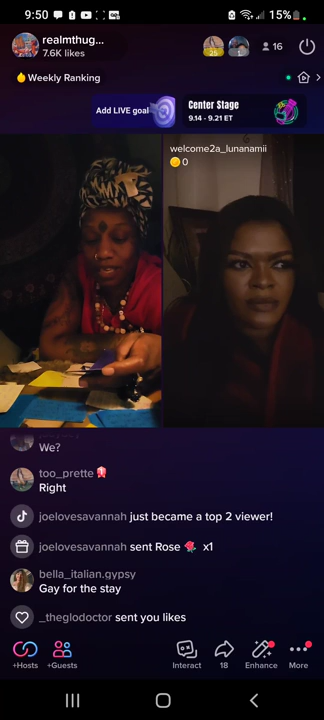 9:50
15%
realmthug...
7.6K likes
25
1
16
Weekly Ranking
Add LIVE goal
Center Stage
9.14 - 9.21 ET
welcome2a_lunanamii
0
We?
too_prette
Right
joelovesavannah just became a top 2 viewer!
joelovesavannah sent Rose x1
bella_italian.gypsy
Gay for the stay
_theglodoctor sent you likes
+Hosts
+Guests
Interact
18
Enhance
More